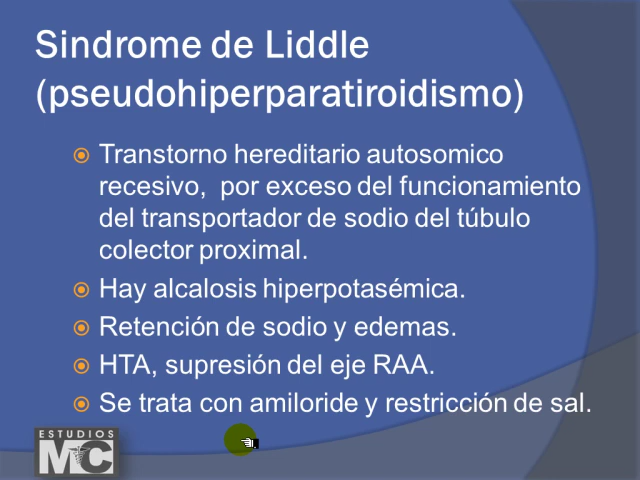 Sindrome de Liddle
(pseudohiperparatiroidismo)
Transtorno hereditario autosomico
recesivo, por exceso del funcionamiento
del transportador de sodio del túbulo
colector proximal.
Hay alcalosis hiperpotasémica.
Retención de sodio y edemas.
HTA, supresión del eje RAA.
Se trata con amiloride y restricción de sal.
ESTUDIOS
MC